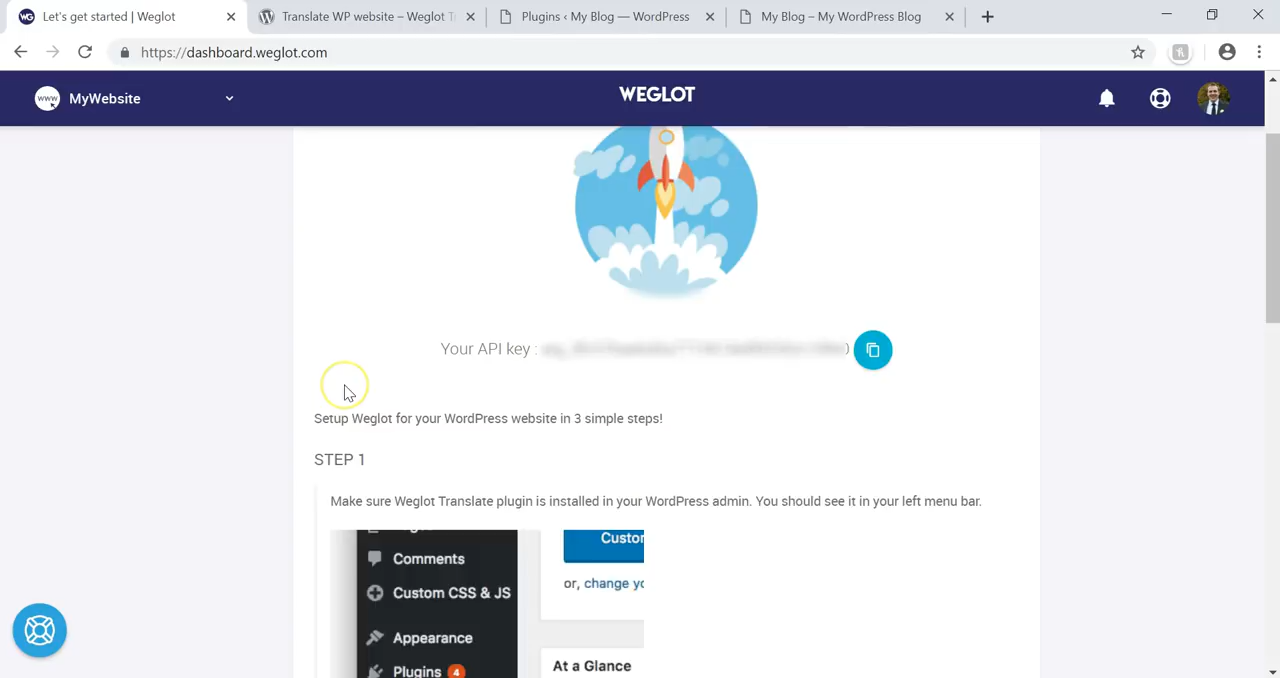 Let's get started | Weglot
Translate WP website – Weglot T
Plugins ‹ My Blog — WordPress
My Blog – My WordPress Blog
https://dashboard.weglot.com
www
MyWebsite
WEGLOT
Your API key :
Setup Weglot for your WordPress website in 3 simple steps!
STEP 1
Make sure Weglot Translate plugin is installed in your WordPress admin. You should see it in your left menu bar.
Comments
Custom CSS & JS
Appearance
Plugins 4
Custor
or, change yo
At a Glance